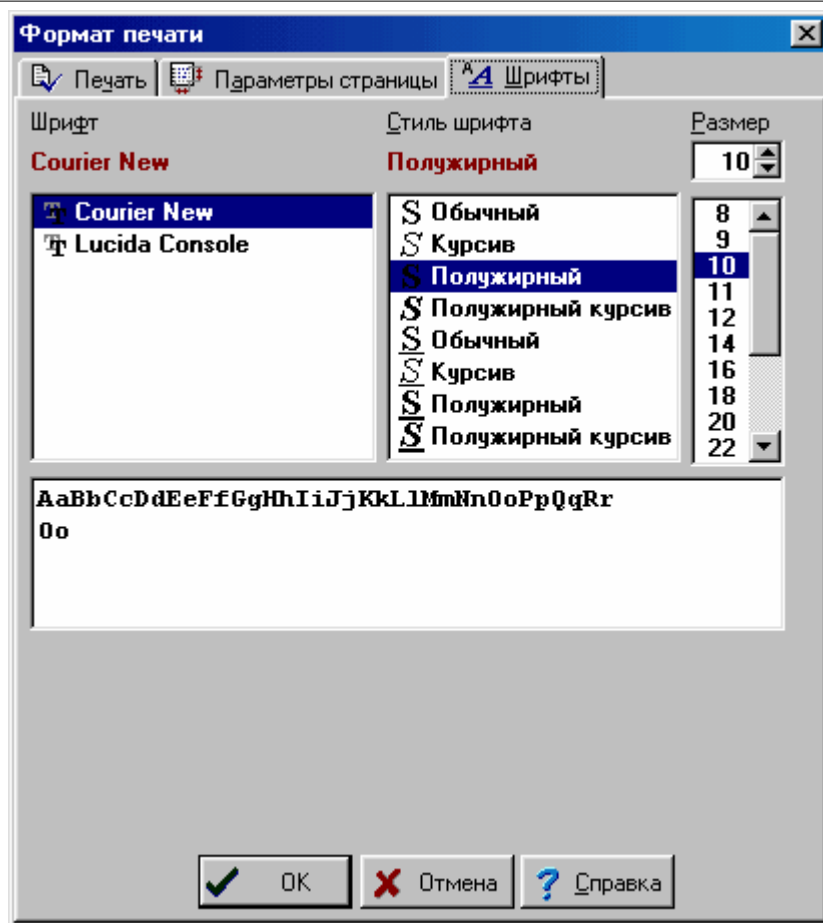 Формат печати
Печать Параметры страницы Шрифты
Шрифт Стиль шрифта Размер
Courier New Полужирный 10
Courier New
Lucida Console
Обычный
Курсив
Полужирный
Полужирный курсив
Обычный
Курсив
Полужирный
Полужирный курсив
8
9
10
11
12
14
16
18
20
22
AaBbCcDdEeFfGgHhIiJjKkLlMmNnOoPpQqRr
Oo
OK Отмена Справка